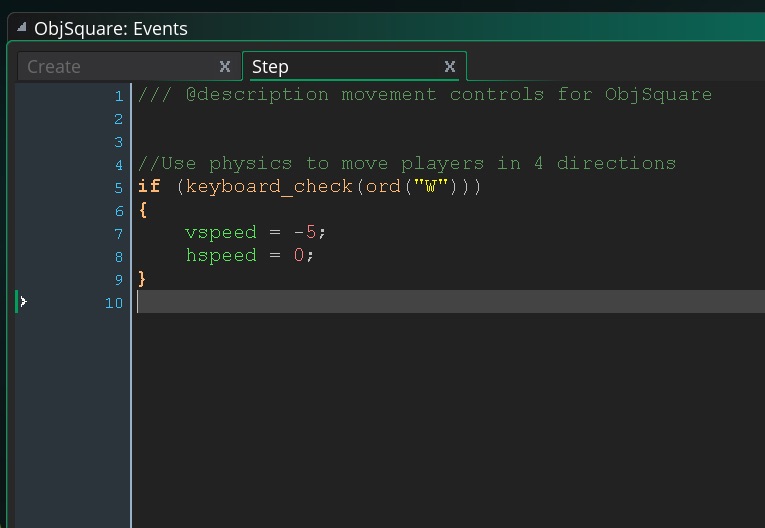 ObjSquare: Events
Create X Step X
1 /// @description movement controls for ObjSquare
2
3
4 //Use physics to move players in 4 directions
5 if (keyboard_check(ord("W")))
6 {
7 vspeed = -5;
8 hspeed = 0;
9 }
10